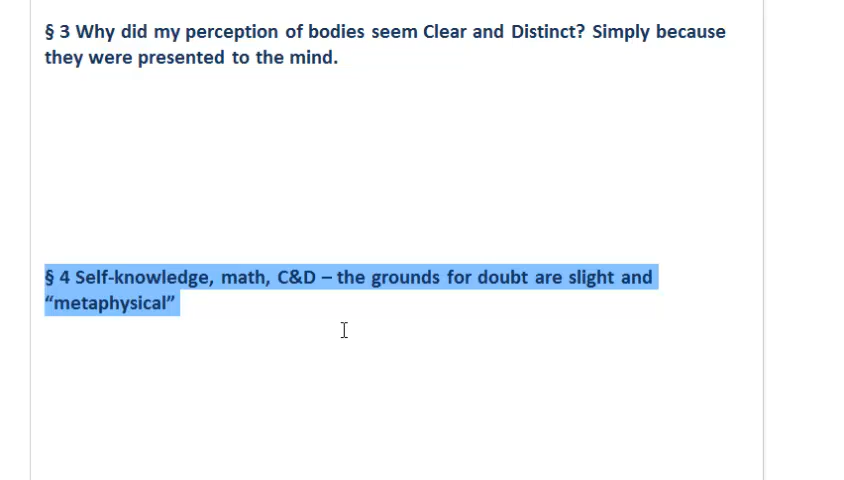 § 3 Why did my perception of bodies seem Clear and Distinct? Simply because
they were presented to the mind.
§ 4 Self-knowledge, math, C&D – the grounds for doubt are slight and
“metaphysical”